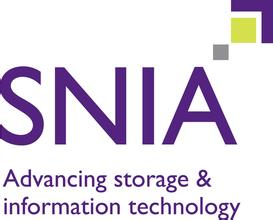 SNIA
Advancing storage &
information technology